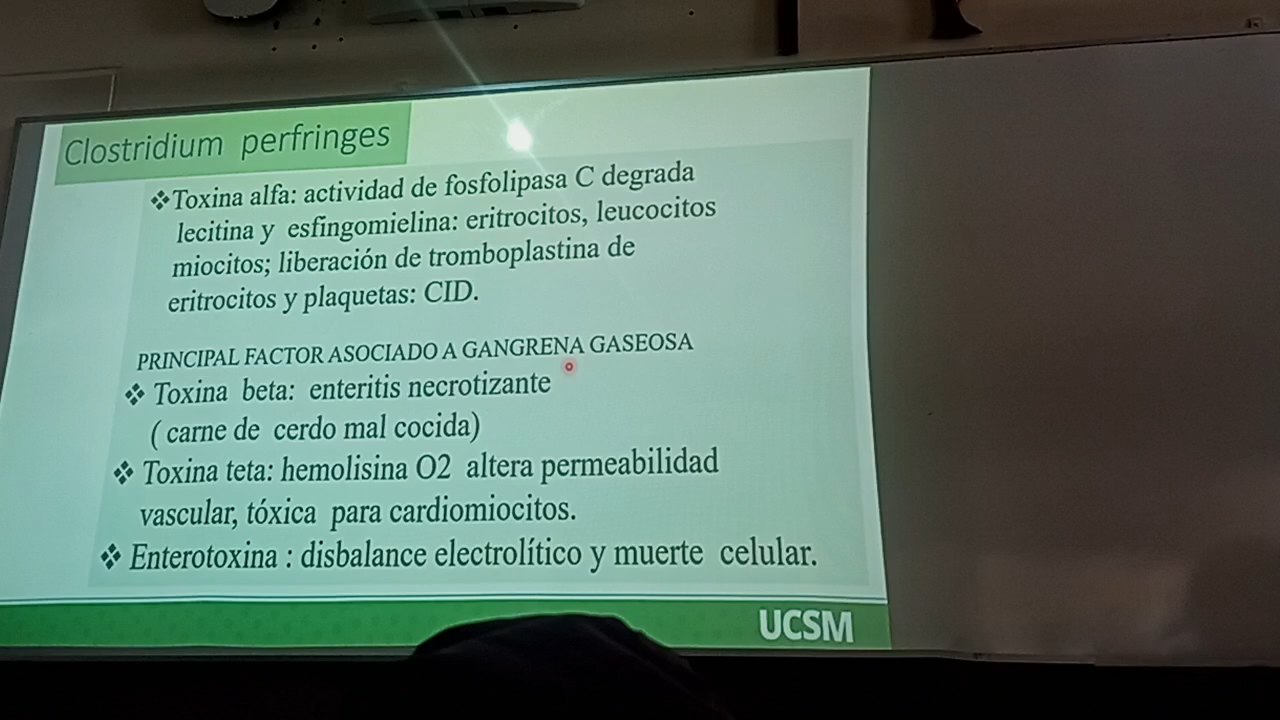 Clostridium perfringes
❖Toxina alfa: actividad de fosfolipasa C degrada
lecitina y esfingomielina: eritrocitos, leucocitos
miocitos; liberación de tromboplastina de
eritrocitos y plaquetas: CID.
PRINCIPAL FACTOR ASOCIADO A GANGRENA GASEOSA
❖ Toxina beta: enteritis necrotizante
( carne de cerdo mal cocida)
❖ Toxina teta: hemolisina O2 altera permeabilidad
vascular, tóxica para cardiomiocitos.
❖ Enterotoxina : disbalance electrolítico y muerte celular.
UCSM